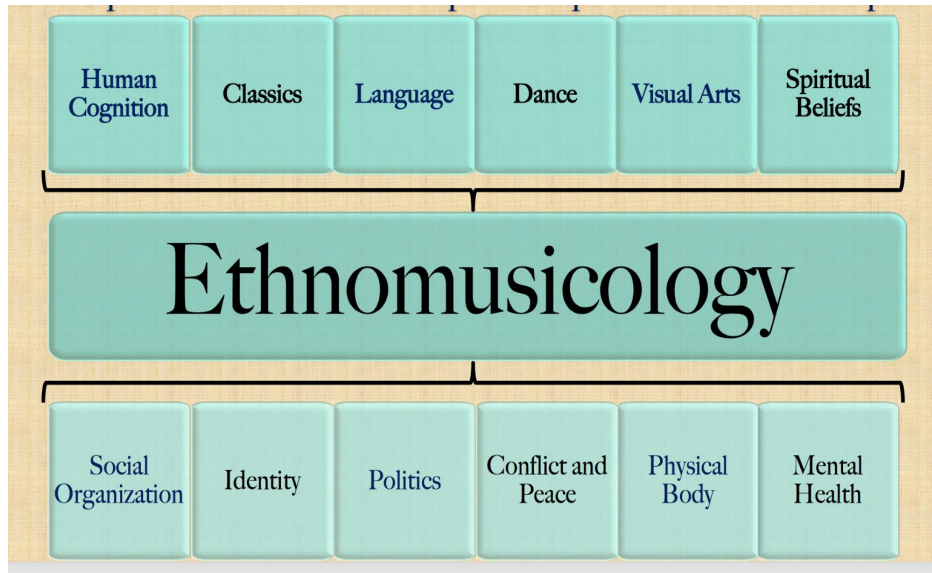 Human
Cognition
Classics
Language
Dance
Visual Arts
Spiritual
Beliefs
Ethnomusicology
Social
Organization
Identity
Politics
Conflict and
Peace
Physical
Body
Mental
Health